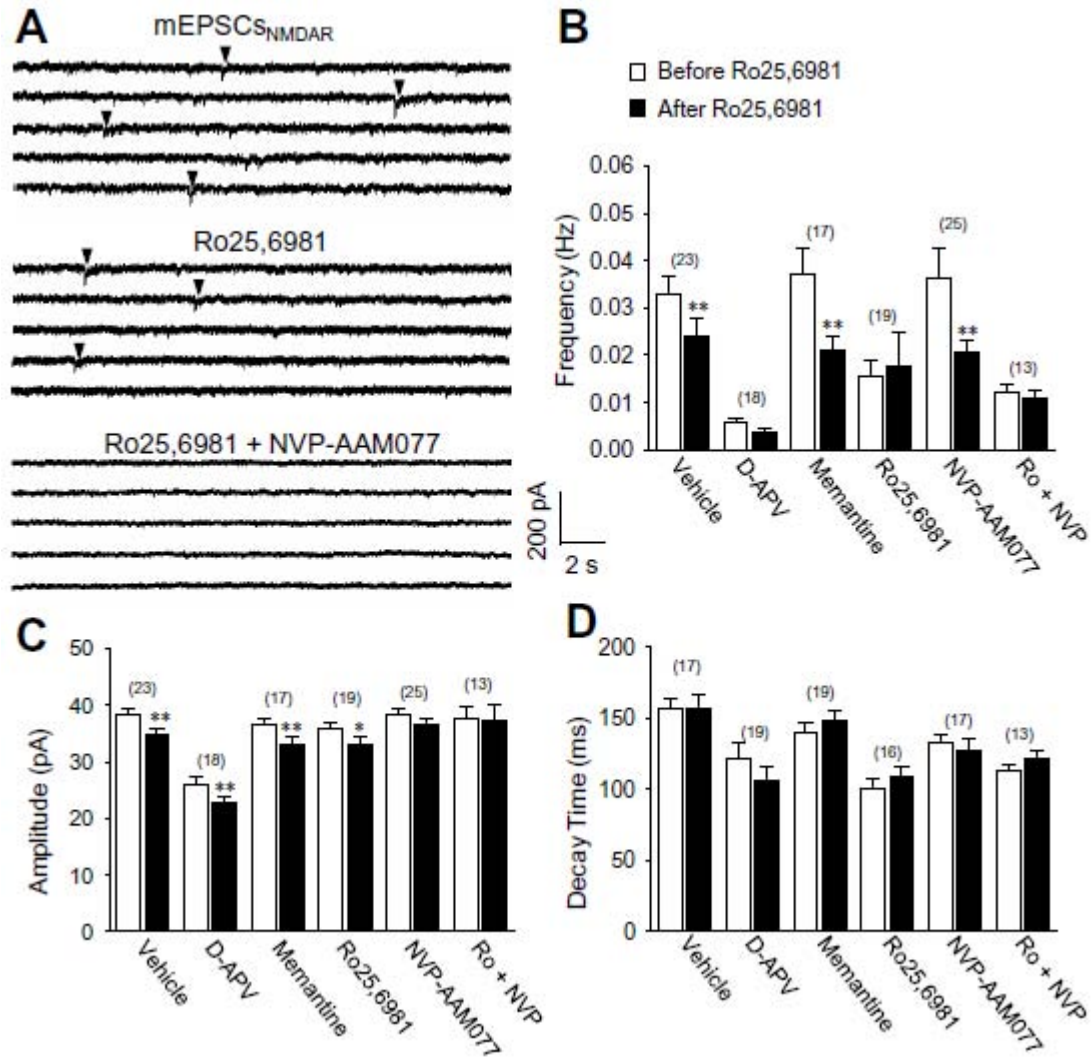 A
mEPSCsNMDAR
Ro25,6981
Ro25,6981 + NVP-AAM077
200 pA
2 s
B
Before Ro25,6981
After Ro25,6981
Frequency (Hz)
0.06
0.05
0.04
0.03
0.02
0.01
0.00
(23)
**
(18)
(17)
**
(19)
(25)
**
(13)
Vehicle
D-APV
Memantine
Ro25,6981
NVP-AAM077
Ro + NVP
C
Amplitude (pA)
50
40
30
20
10
0
(23)
**
(18)
**
(17)
**
(19)
*
(25)
(13)
Vehicle
D-APV
Memantine
Ro25,6981
NVP-AAM077
Ro + NVP
D
Decay Time (ms)
200
150
100
50
0
(17)
(19)
(19)
(16)
(17)
(13)
Vehicle
D-APV
Memantine
Ro25,6981
NVP-AAM077
Ro + NVP